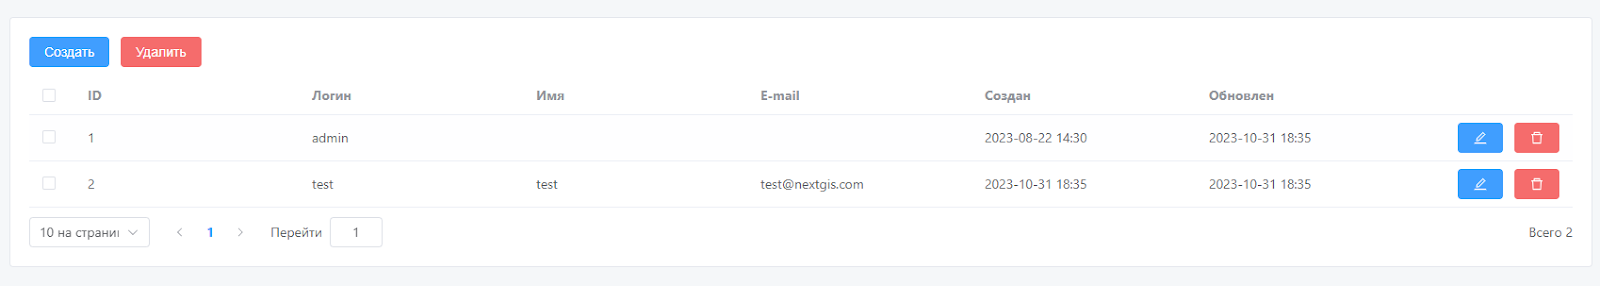 Создать Удалить
ID Логин Имя E-mail Создан Обновлен
1 admin 2023-08-22 14:30 2023-10-31 18:35
2 test test test@nextgis.com 2023-10-31 18:35 2023-10-31 18:35
10 на страни 1 Перейти 1 Всего 2